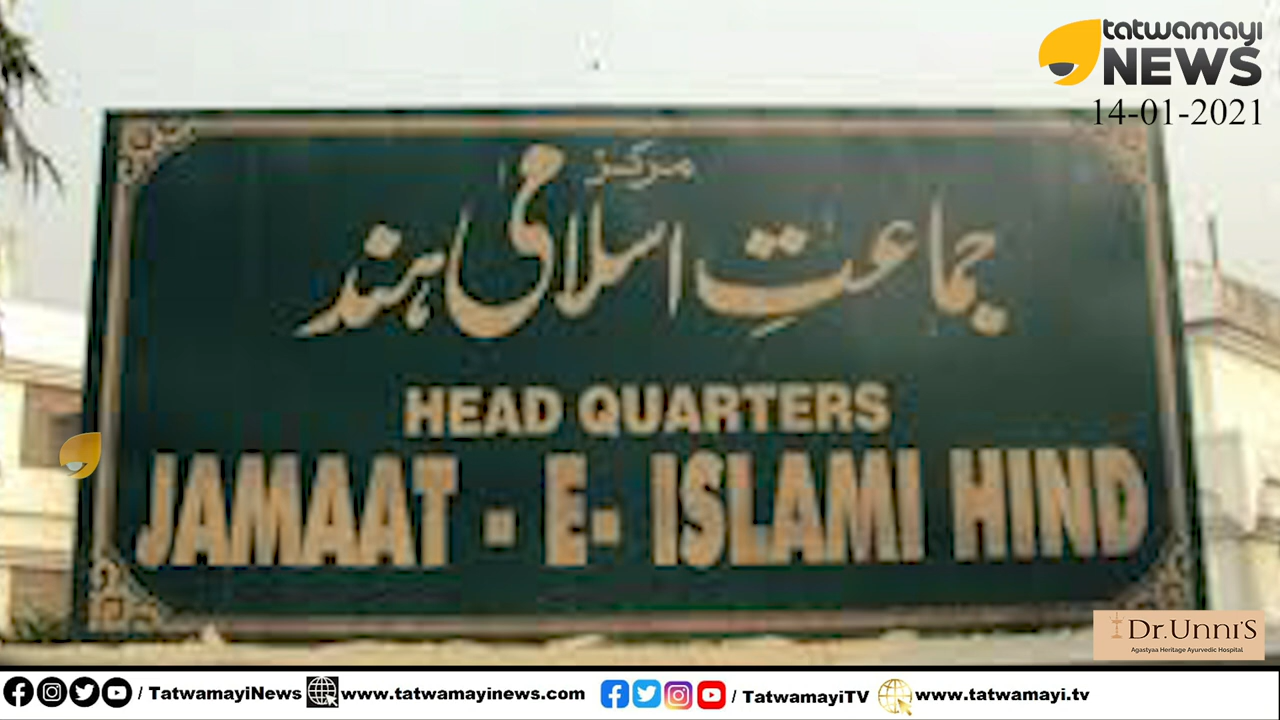 tatwamayi
NEWS
14-01-2021
مرکز
جماعتِ اسلامی ہند
HEAD QUARTERS
JAMAAT - E - ISLAMI HIND
Dr.Unni'S
Agastyaa Heritage Ayurvedic Hospital
/ TatwamayiNews www.tatwamayinews.com / TatwamayiTV www.tatwamayi.tv